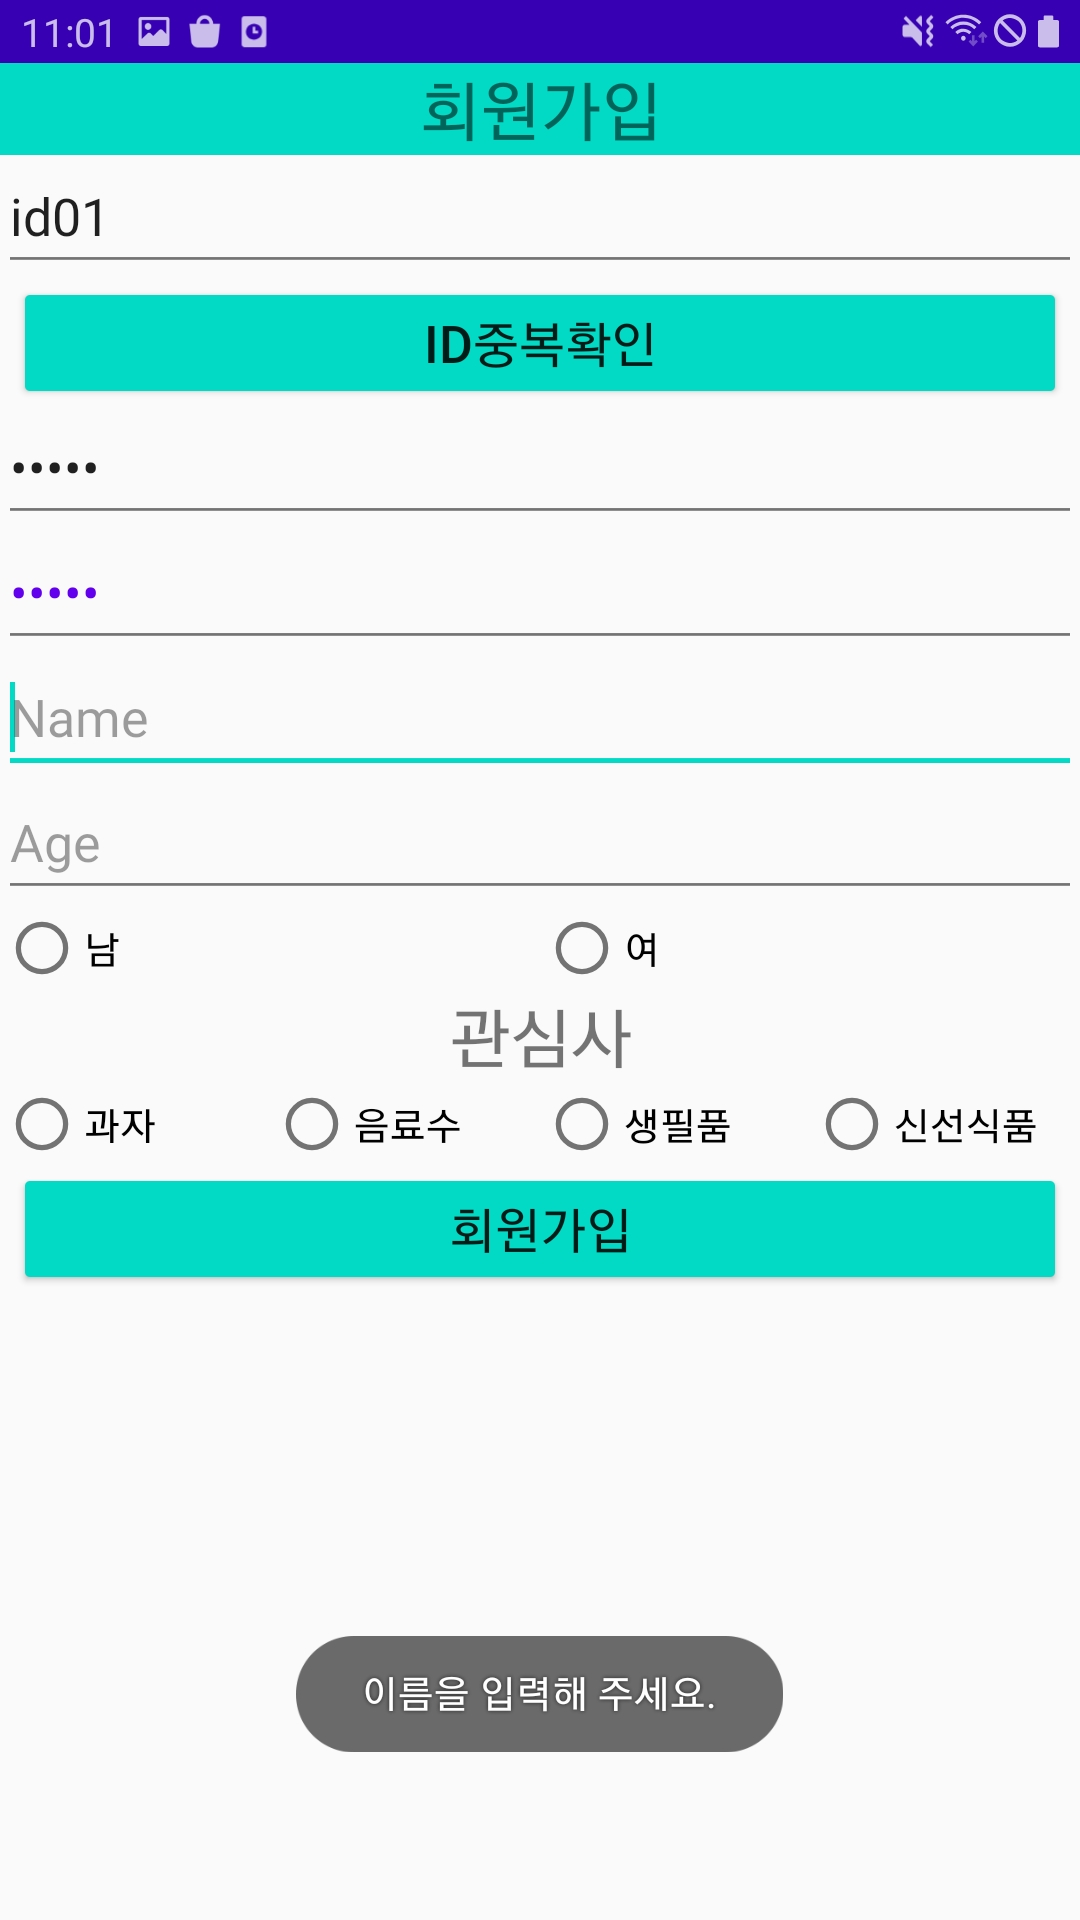 11:01
회원가입
id01
ID중복확인
•••••
•••••
Name
Age
남 여
관심사
과자 음료수 생필품 신선식품
회원가입
이름을 입력해 주세요.